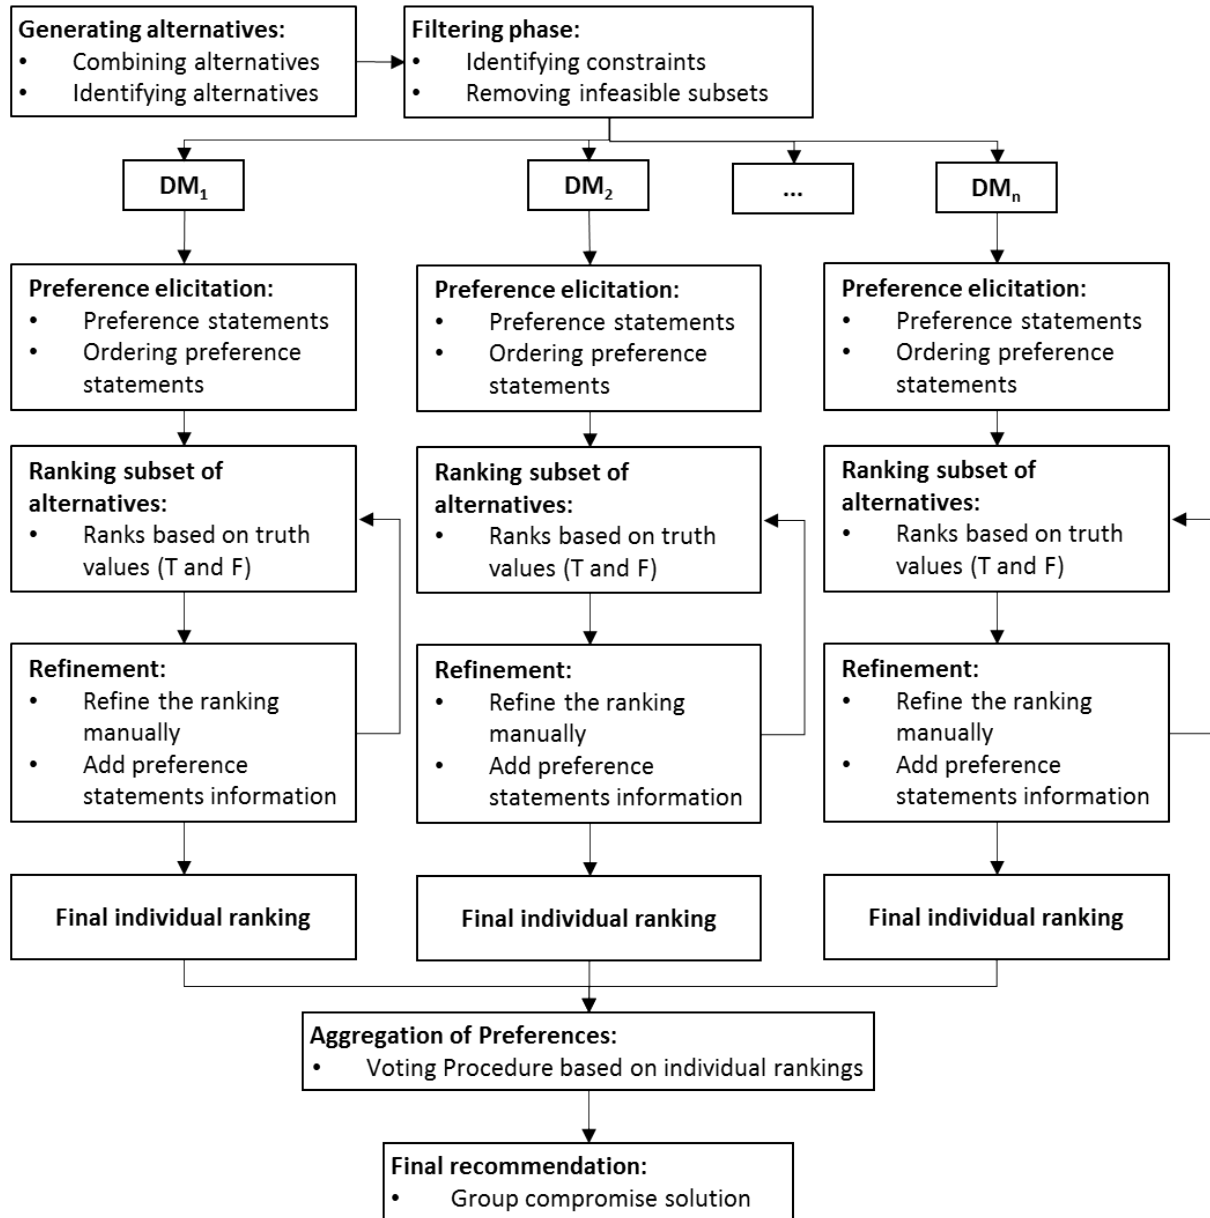 Generating alternatives:
• Combining alternatives
• Identifying alternatives
Filtering phase:
• Identifying constraints
• Removing infeasible subsets
DM1
DM2
...
DMn
Preference elicitation:
• Preference statements
• Ordering preference
statements
Preference elicitation:
• Preference statements
• Ordering preference
statements
Preference elicitation:
• Preference statements
• Ordering preference
statements
Ranking subset of
alternatives:
• Ranks based on truth
values (T and F)
Ranking subset of
alternatives:
• Ranks based on truth
values (T and F)
Ranking subset of
alternatives:
• Ranks based on truth
values (T and F)
Refinement:
• Refine the ranking
manually
• Add preference
statements information
Refinement:
• Refine the ranking
manually
• Add preference
statements information
Refinement:
• Refine the ranking
manually
• Add preference
statements information
Final individual ranking
Final individual ranking
Final individual ranking
Aggregation of Preferences:
• Voting Procedure based on individual rankings
Final recommendation:
• Group compromise solution